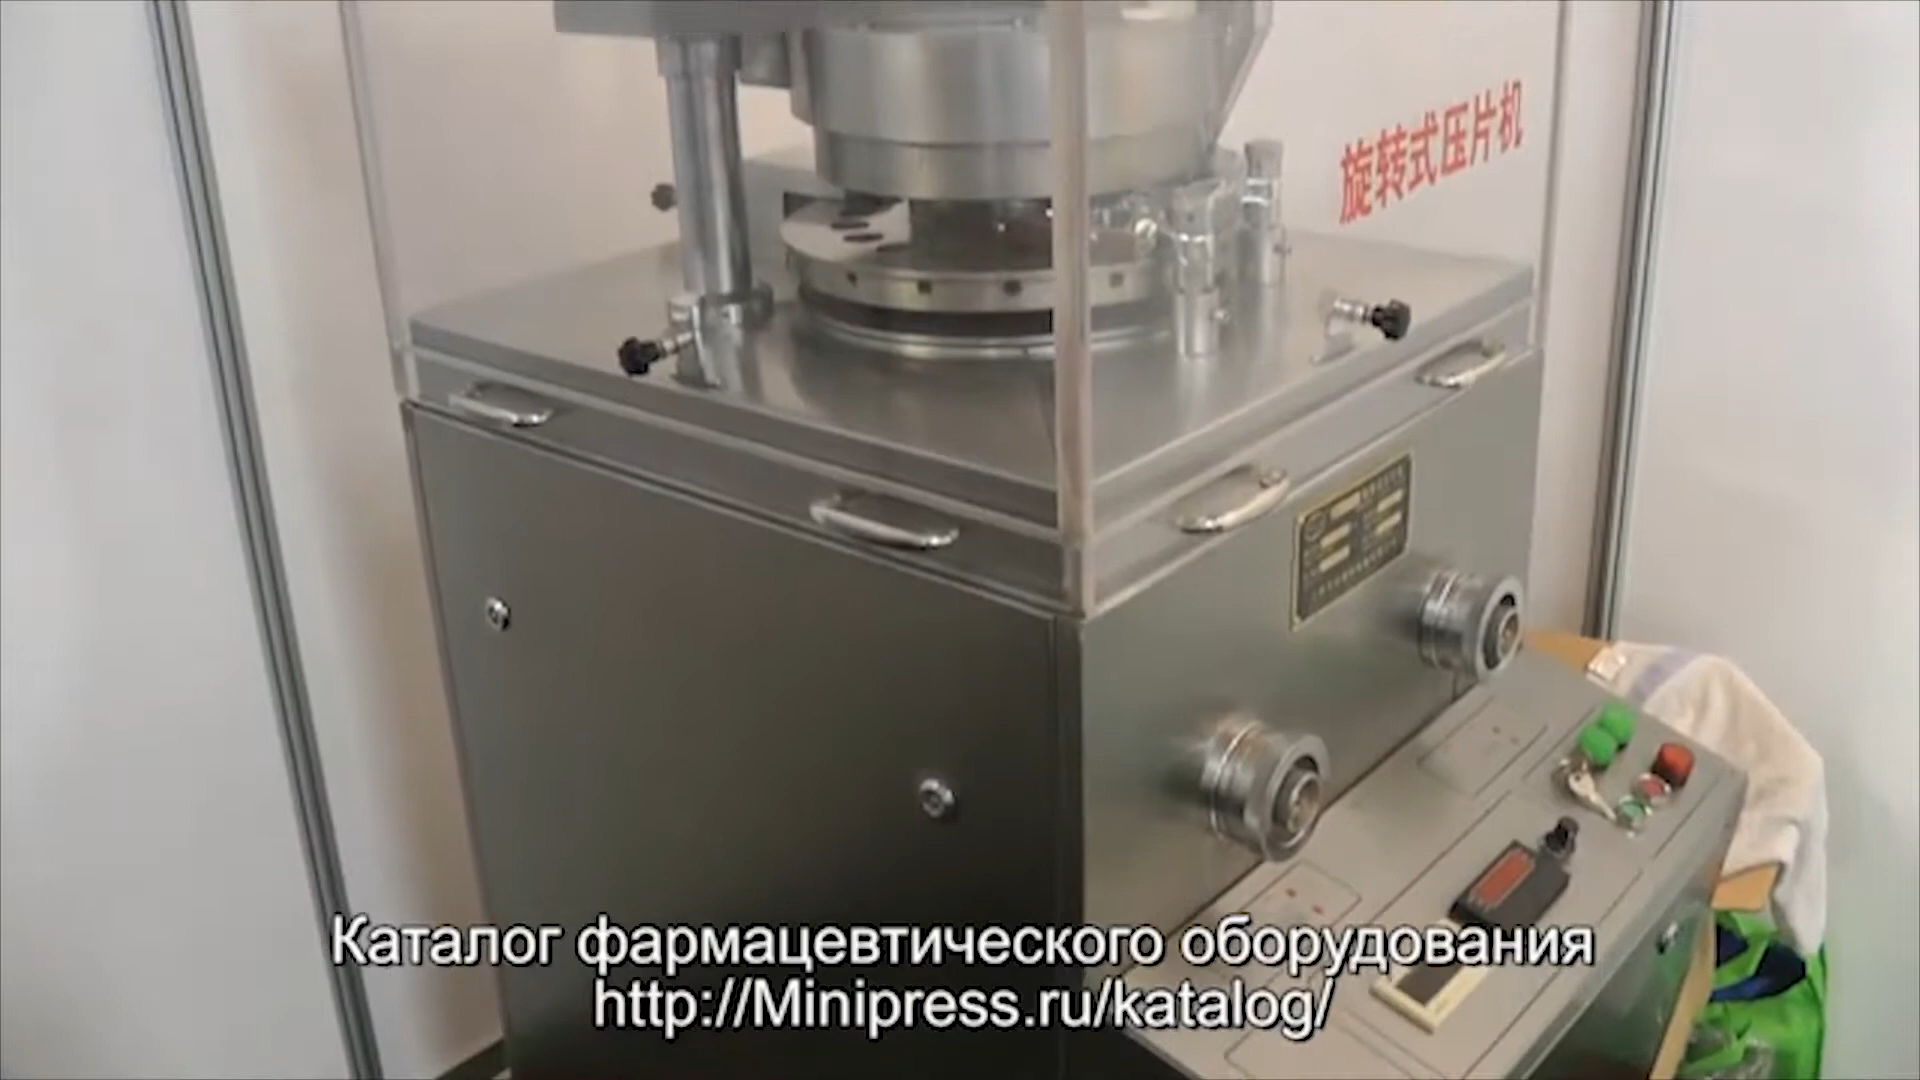 旋转式压片机
Каталог фармацевтического оборудования
http://Minipress.ru/katalog/